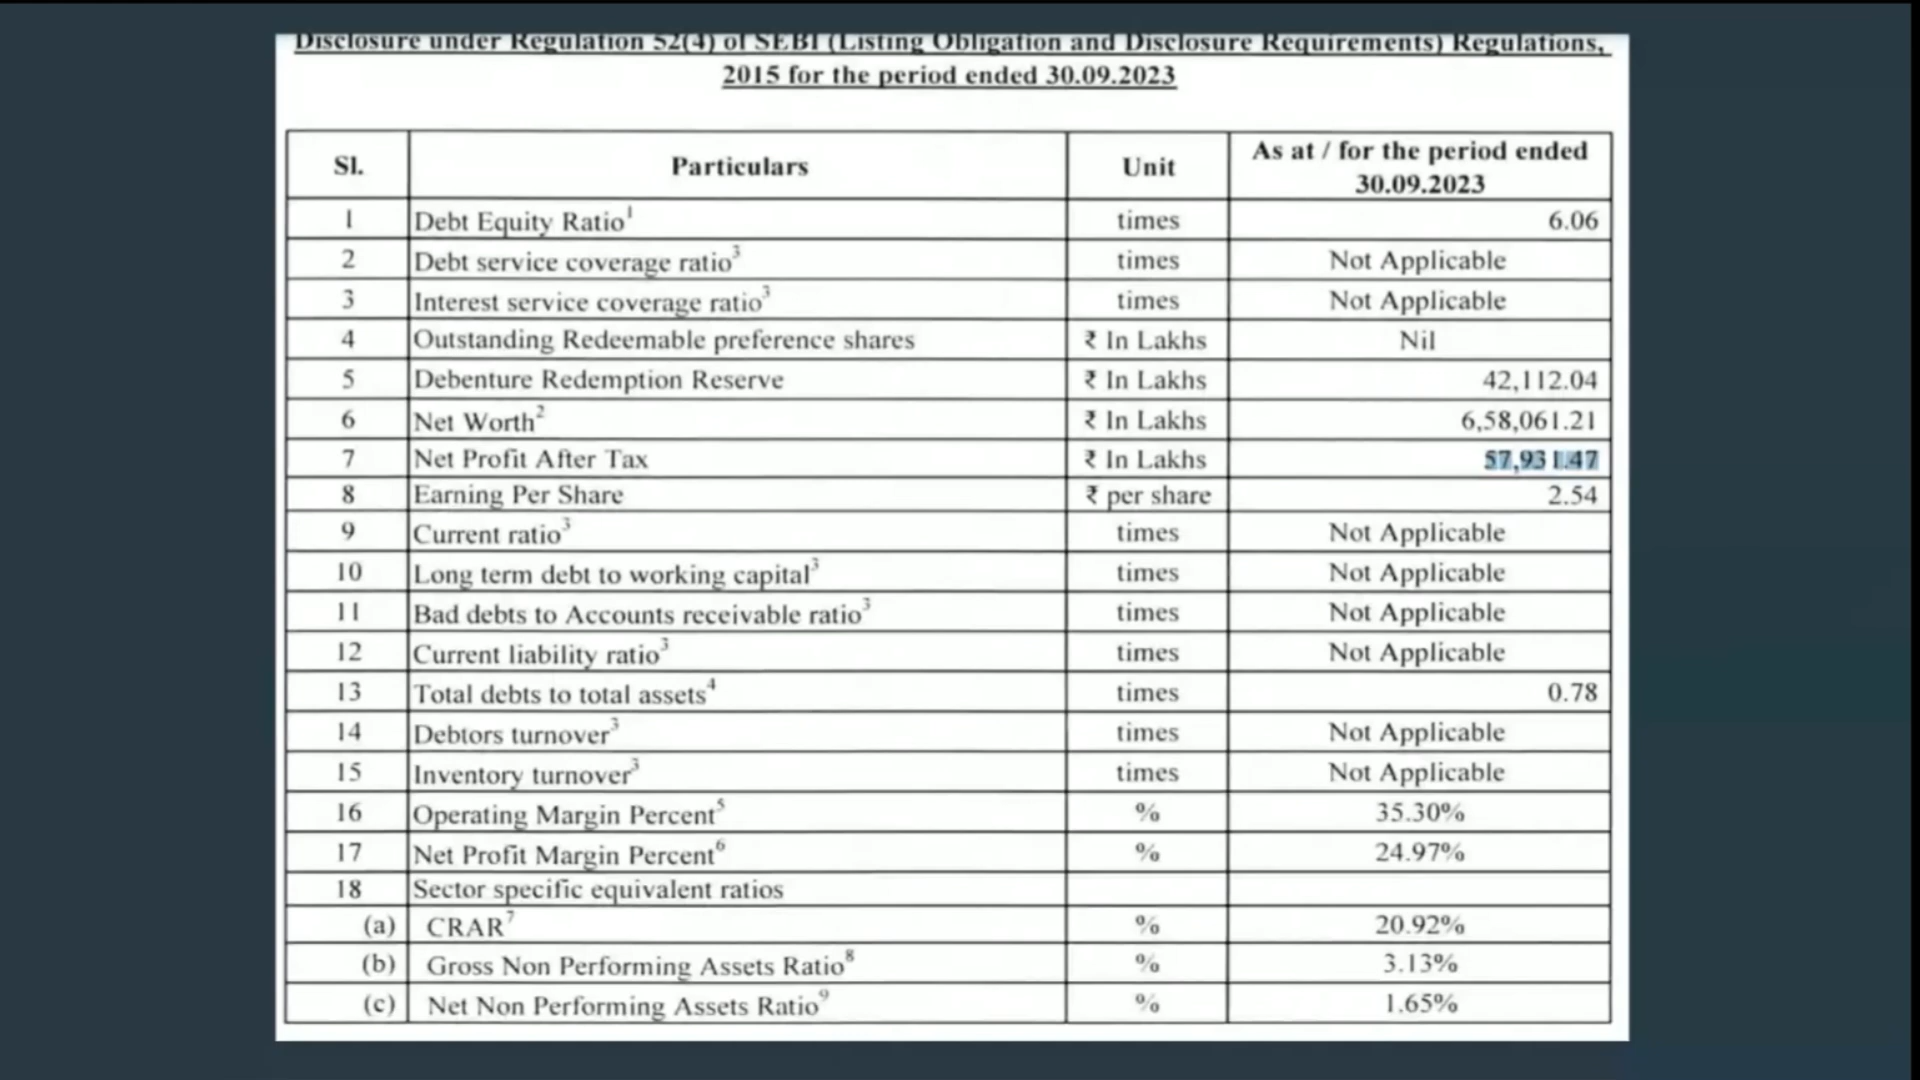 Disclosure under Regulation 52(4) of SEBI (Listing Obligation and Disclosure Requirements) Regulations,
2015 for the period ended 30.09.2023
Sl. Particulars Unit As at / for the period ended 30.09.2023
1 Debt Equity Ratio1 times 6.06
2 Debt service coverage ratio3 times Not Applicable
3 Interest service coverage ratio3 times Not Applicable
4 Outstanding Redeemable preference shares ₹ In Lakhs Nil
5 Debenture Redemption Reserve ₹ In Lakhs 42,112.04
6 Net Worth2 ₹ In Lakhs 6,58,061.21
7 Net Profit After Tax ₹ In Lakhs 57,931.47
8 Earning Per Share ₹ per share 2.54
9 Current ratio3 times Not Applicable
10 Long term debt to working capital3 times Not Applicable
11 Bad debts to Accounts receivable ratio3 times Not Applicable
12 Current liability ratio3 times Not Applicable
13 Total debts to total assets4 times 0.78
14 Debtors turnover3 times Not Applicable
15 Inventory turnover3 times Not Applicable
16 Operating Margin Percent5 % 35.30%
17 Net Profit Margin Percent6 % 24.97%
18 Sector specific equivalent ratios
(a) CRAR7 % 20.92%
(b) Gross Non Performing Assets Ratio8 % 3.13%
(c) Net Non Performing Assets Ratio9 % 1.65%